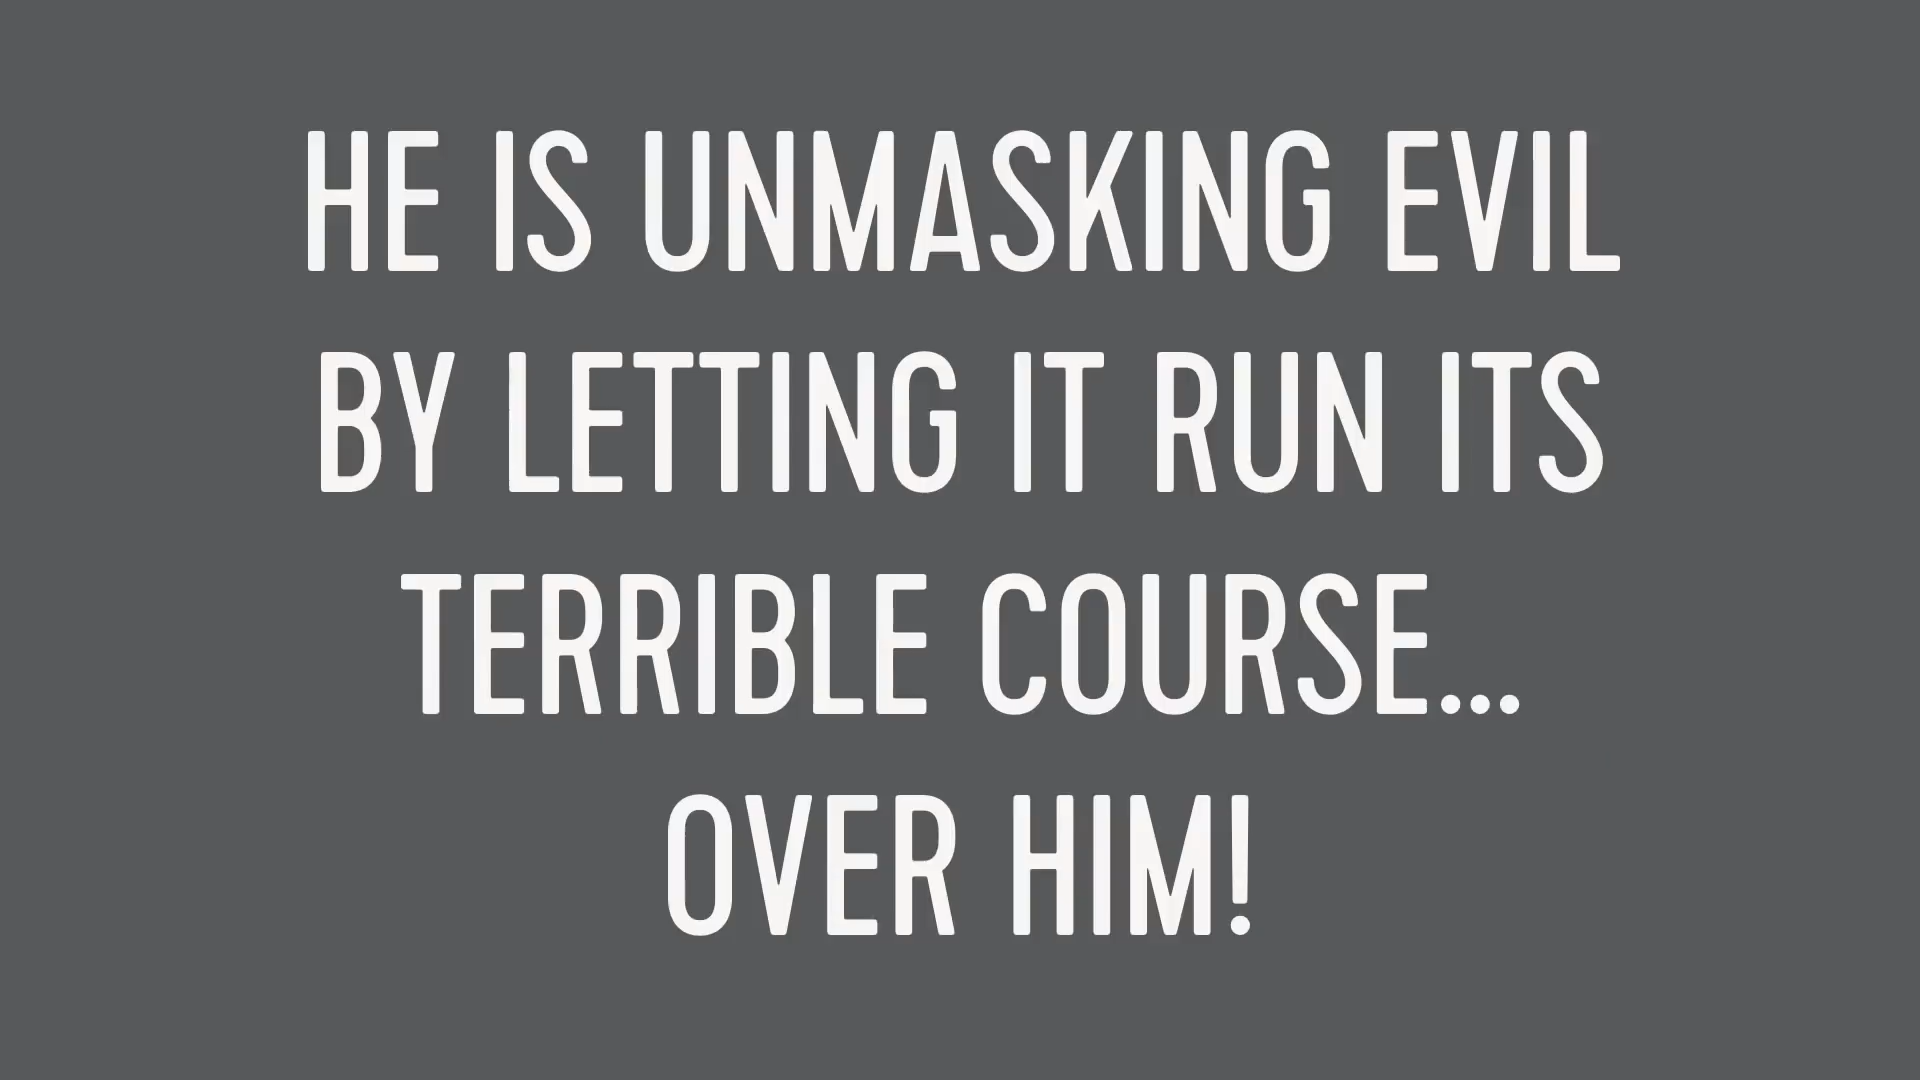 HE IS UNMASKING EVIL
BY LETTING IT RUN ITS
TERRIBLE COURSE...
OVER HIM!